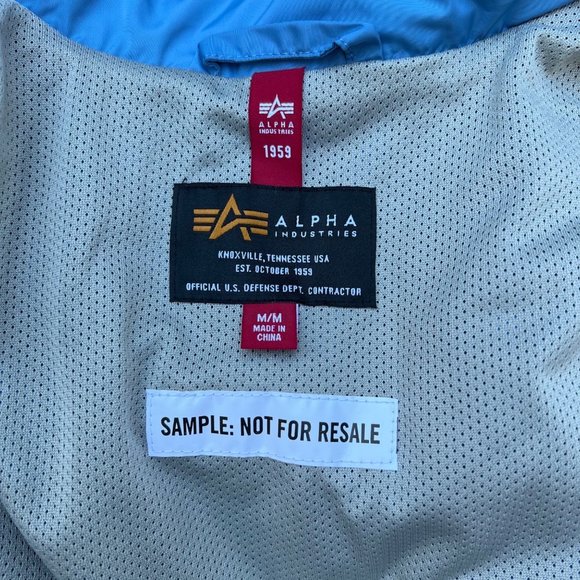 ALPHA
INDUSTRIES
1959
ALPHA
INDUSTRIES
KNOXVILLE, TENNESSEE USA
EST. OCTOBER 1959
OFFICIAL U.S. DEFENSE DEPT. CONTRACTOR
M/M
MADE IN
CHINA
SAMPLE: NOT FOR RESALE